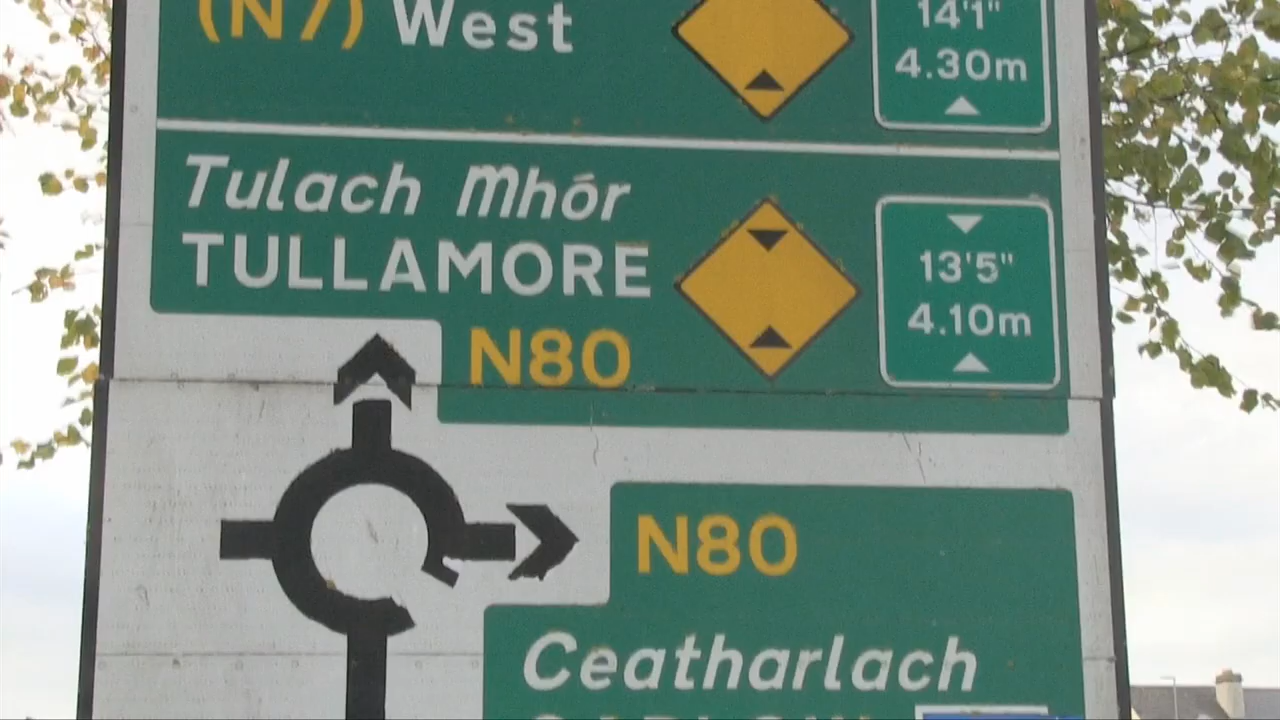 (N7) West
14'1"
4.30m
Tulach Mhór
TULLAMORE
13'5"
4.10m
N80
N80
Ceatharlach